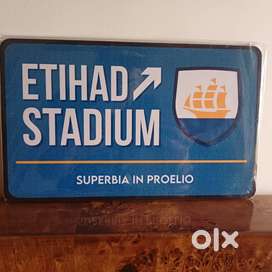 ETIHAD
STADIUM
SUPERBIA IN PROELIO
olx